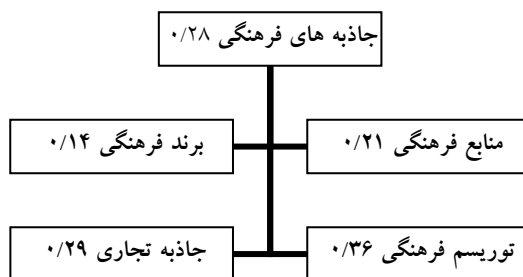 جاذبه های فرهنگی ۰/۲۸
منابع فرهنگی ۰/۲۱
برند فرهنگی ۰/۱۴
توریسم فرهنگی ۰/۳۶
جاذبه تجاری ۰/۲۹